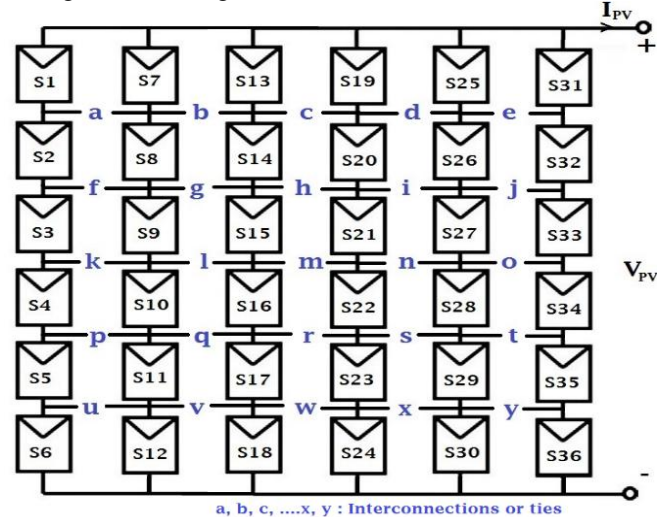 I PV
+
S1 S7 S13 S19 S25 S31
a b c d e
S2 S8 S14 S20 S26 S32
f g h i j
S3 S9 S15 S21 S27 S33
k l m n o
V PV
S4 S10 S16 S22 S28 S34
p q r s t
S5 S11 S17 S23 S29 S35
u v w x y
S6 S12 S18 S24 S30 S36
-
a, b, c, ....x, y : Interconnections or ties